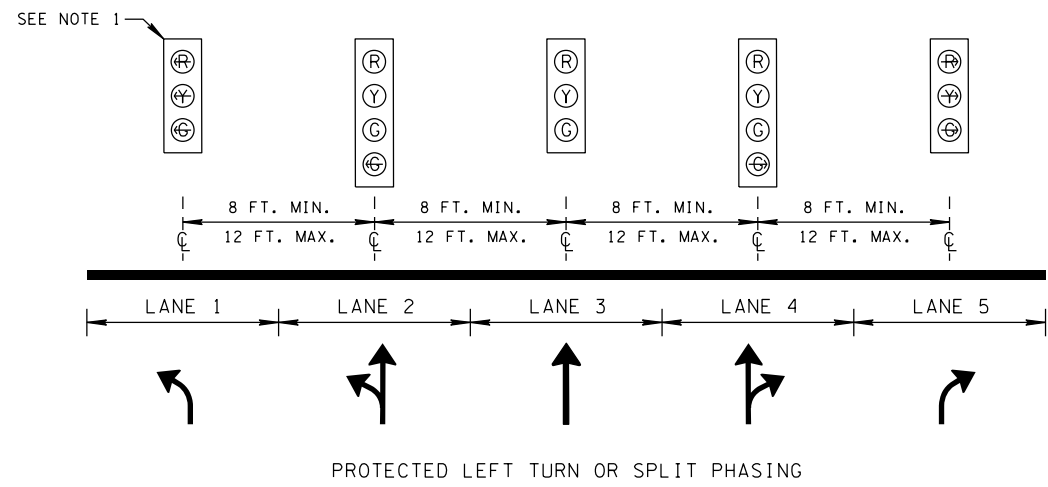 SEE NOTE 1
R R R R R
Y Y Y Y Y
G G G G G
G G
8 FT. MIN. 8 FT. MIN. 8 FT. MIN. 8 FT. MIN.
12 FT. MAX. 12 FT. MAX. 12 FT. MAX. 12 FT. MAX.
℄ ℄ ℄ ℄ ℄
LANE 1 LANE 2 LANE 3 LANE 4 LANE 5
PROTECTED LEFT TURN OR SPLIT PHASING